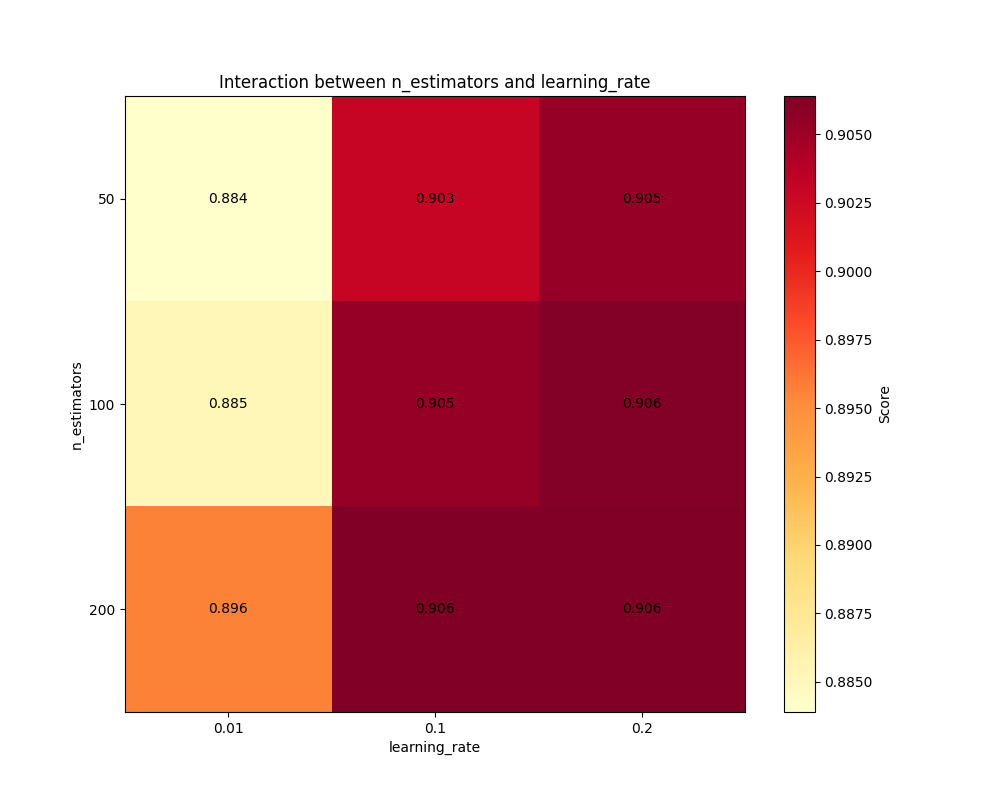 Interaction between n_estimators and learning_rate
50 0.884 0.903 0.905
100 0.885 0.905 0.906
200 0.896 0.906 0.906
0.01 0.1 0.2
learning_rate
n_estimators
0.9050
0.9025
0.9000
0.8975
0.8950
0.8925
0.8900
0.8875
0.8850
Score